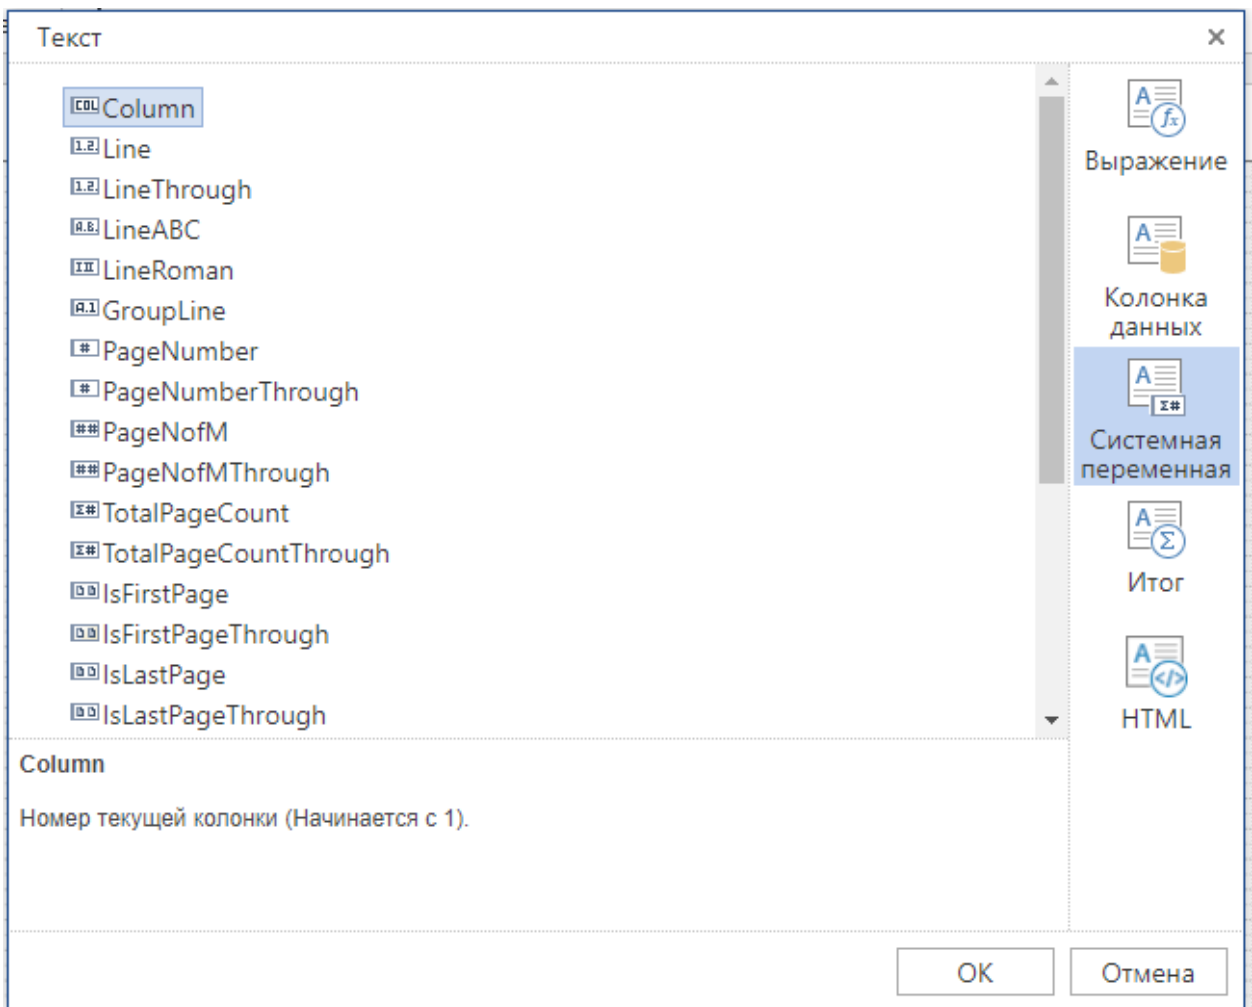 Текст
Column
Line
LineThrough
LineABC
LineRoman
GroupLine
PageNumber
PageNumberThrough
PageNofM
PageNofMThrough
TotalPageCount
TotalPageCountThrough
IsFirstPage
IsFirstPageThrough
IsLastPage
IsLastPageThrough
Выражение
Колонка
данных
Системная
переменная
Итог
HTML
Column
Номер текущей колонки (Начинается с 1).
OK
Отмена